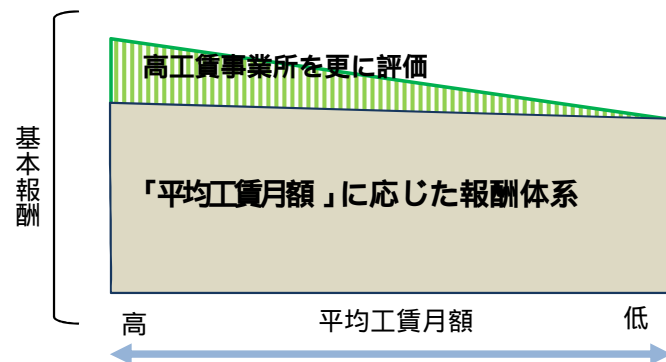 高工賃事業所を更に評価
基本報酬
「平均工賃月額」に応じた報酬体系
高 平均工賃月額 低